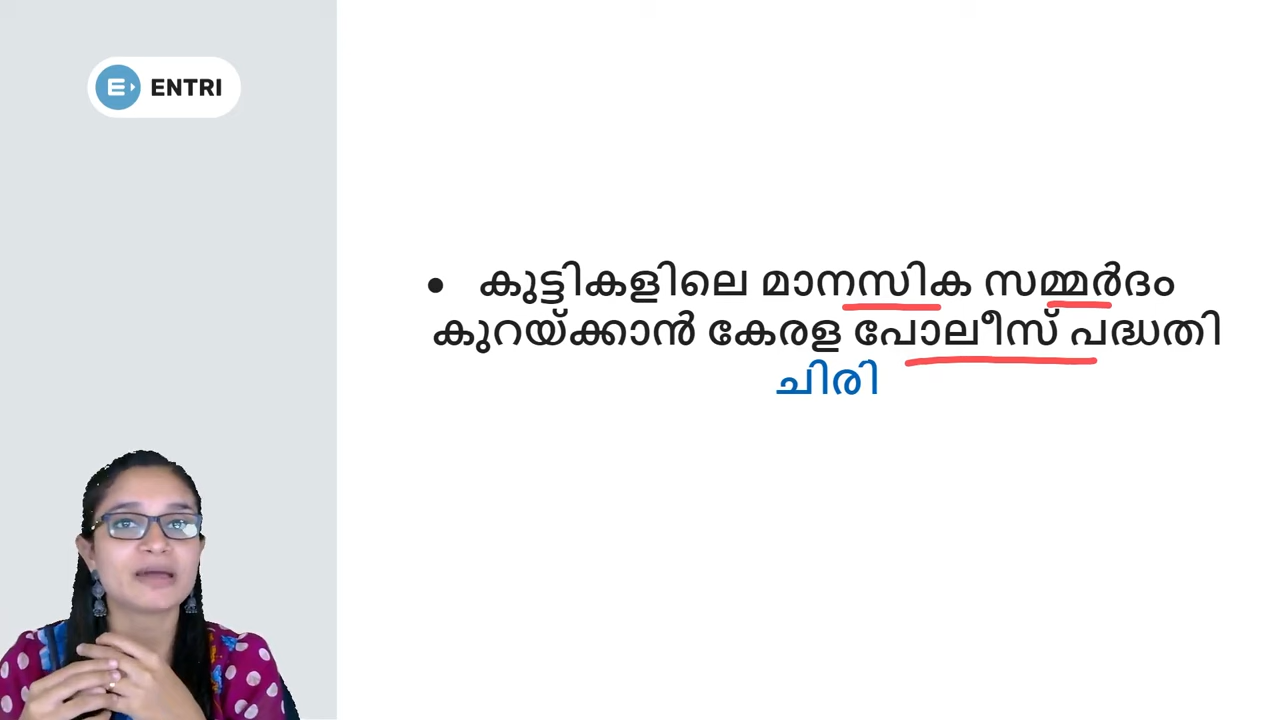 ENTRI
• കുട്ടികളിലെ മാനസിക സമ്മർദം
കുറയ്ക്കാൻ കേരള പോലീസ് പദ്ധതി
ചിരി